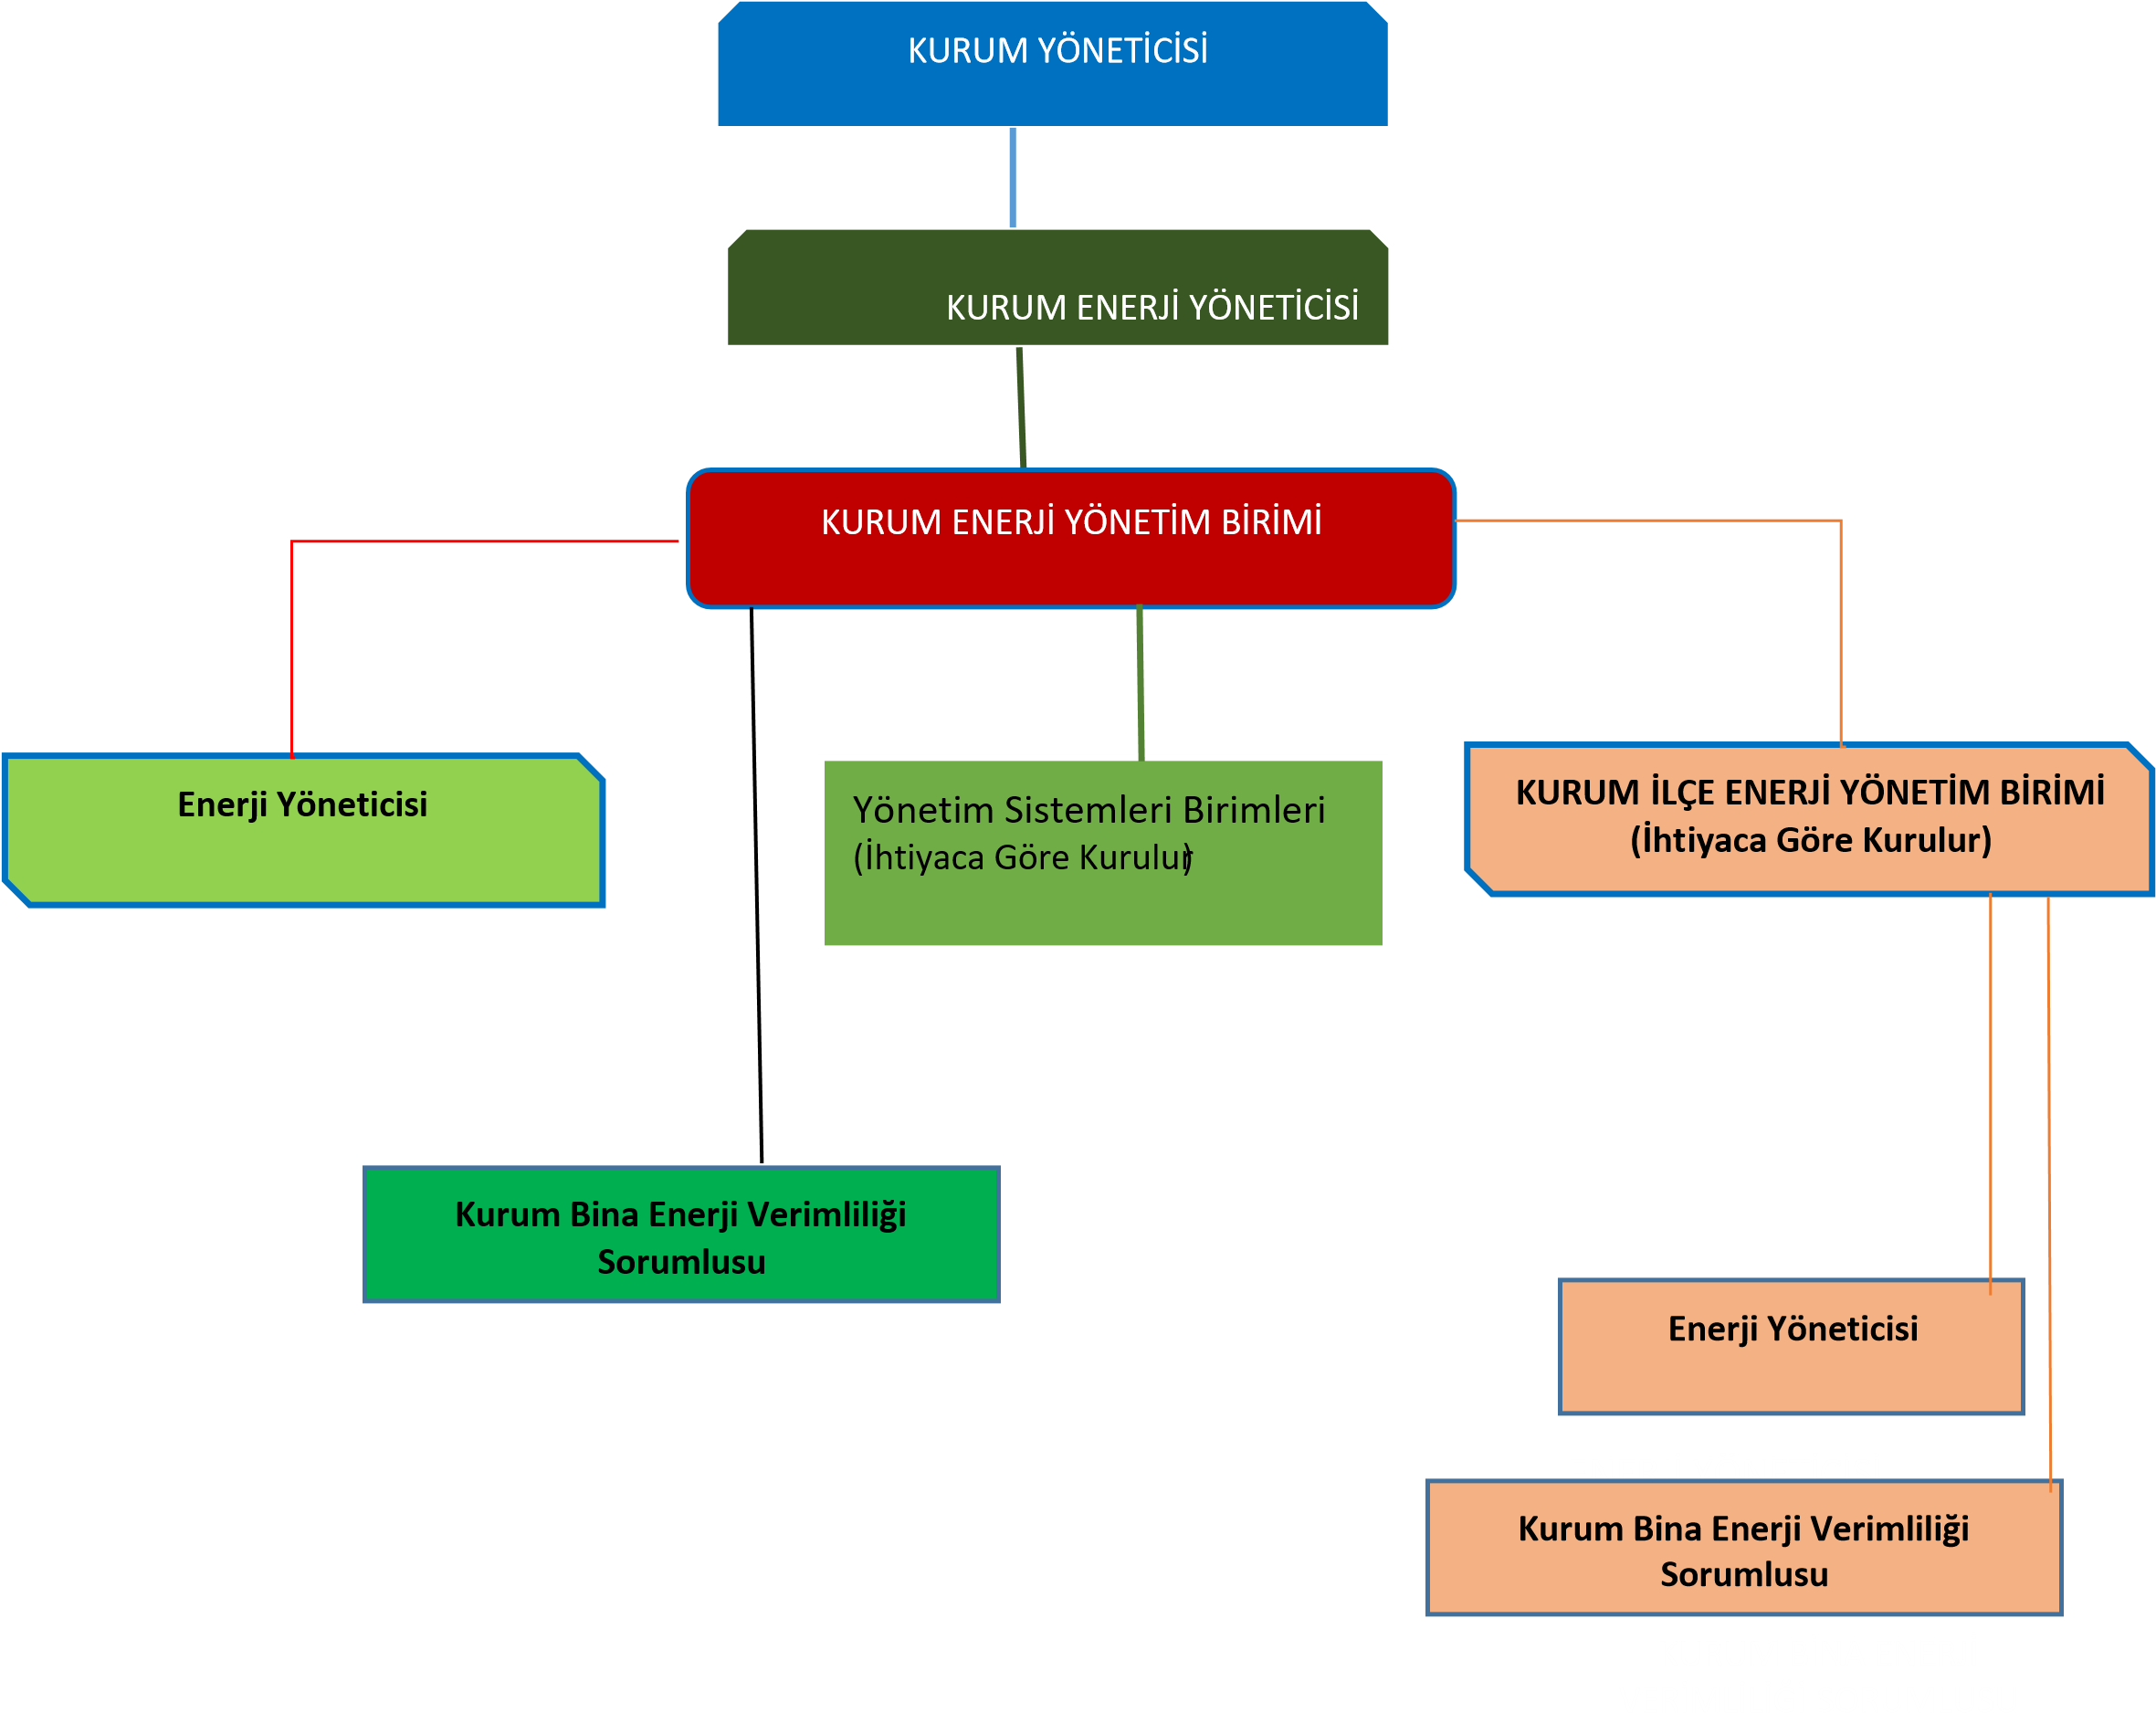 KURUM YÖNETİCİSİ
KURUM ENERJİ YÖNETİCİSİ
KURUM ENERJİ YÖNETİM BİRİMİ
Enerji Yöneticisi
Yönetim Sistemleri Birimleri
(İhtiyaca Göre Kurulur)
KURUM İLÇE ENERJİ YÖNETİM BİRİMİ
(İhtiyaca Göre Kurulur)
Kurum Bina Enerji Verimliliği
Sorumlusu
Enerji Yöneticisi
Kurum Bina Enerji Verimliliği
Sorumlusu